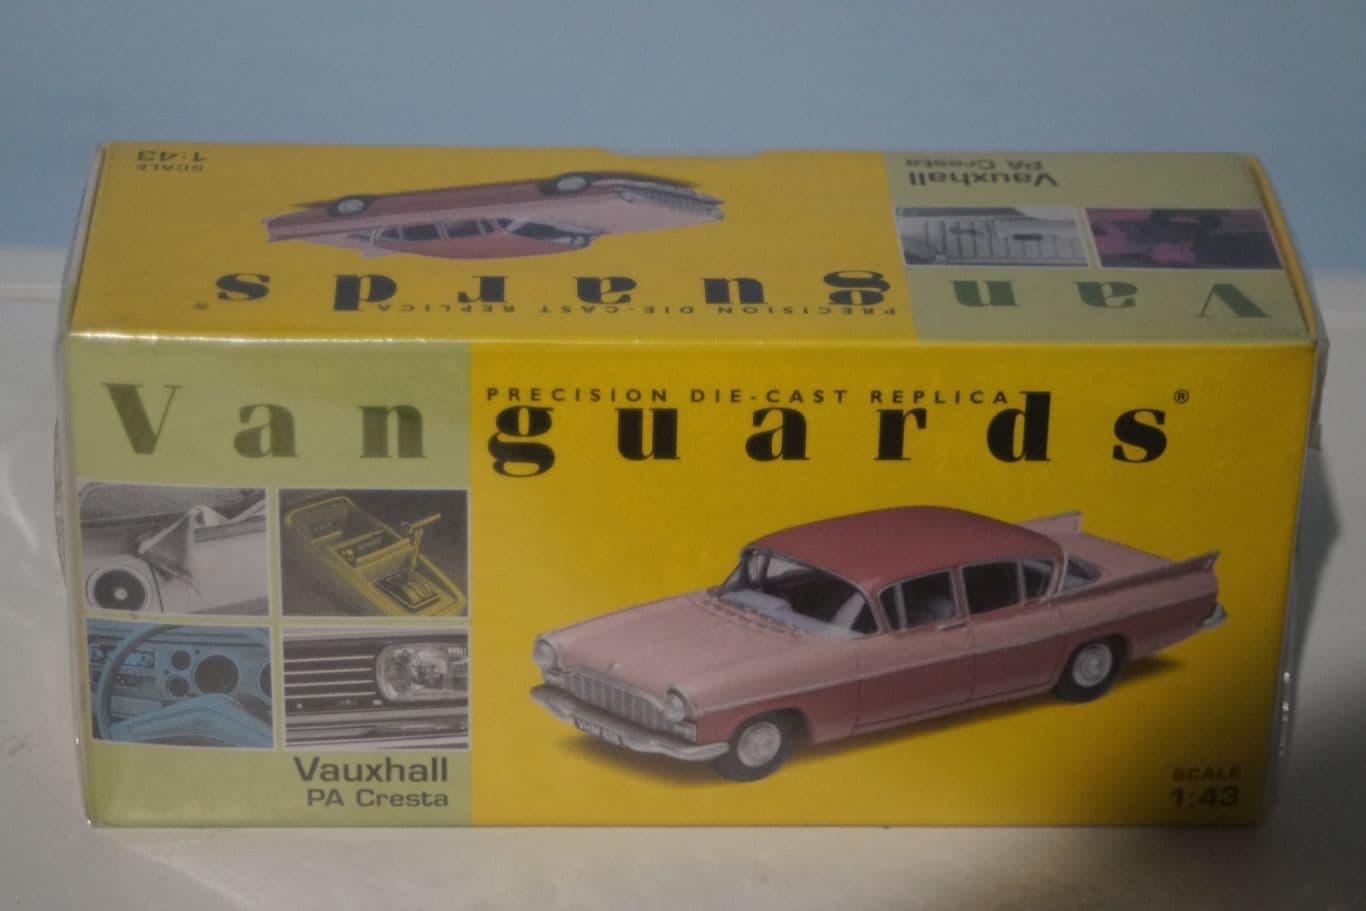 SCALE
1:43
Vauxhall
PA Cresta
Vanguards®
PRECISION DIE-CAST REPLICA
PRECISION DIE-CAST REPLICA
Vanguards®
Vauxhall
PA Cresta
SCALE
1:43